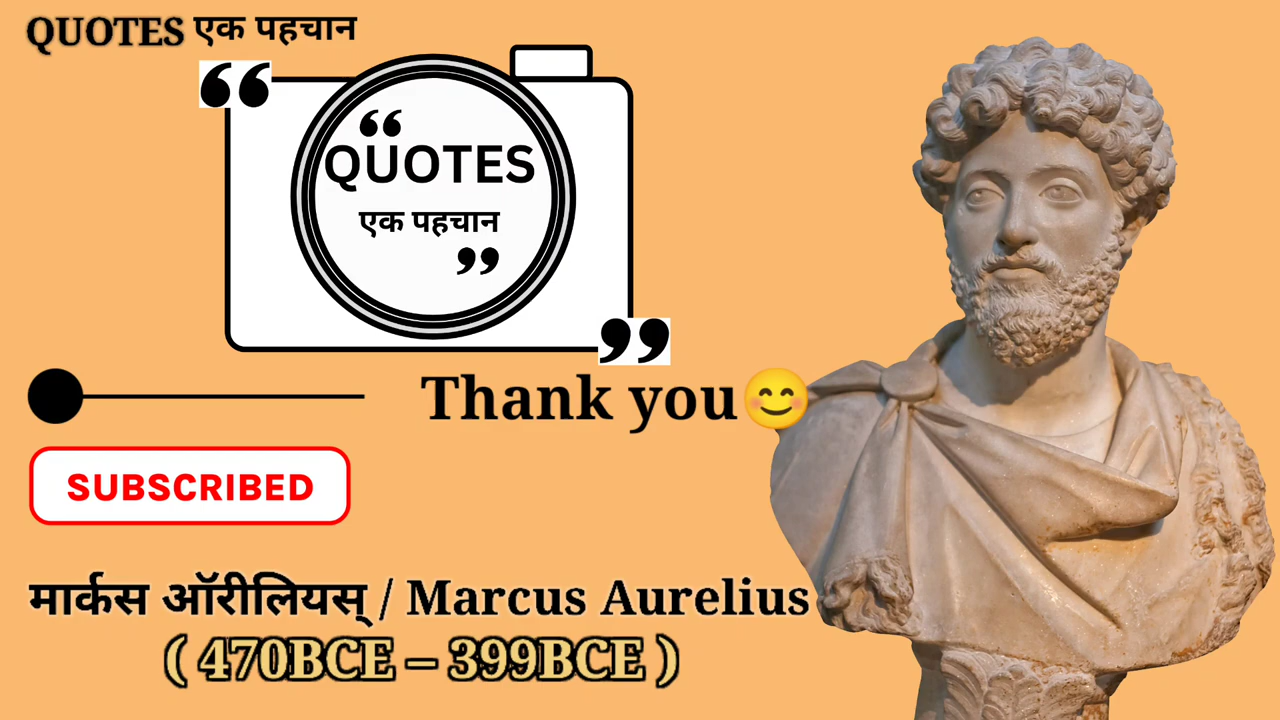 QUOTES एक पहचान
“
“
QUOTES
एक पहचान
”
”
Thank you😊
SUBSCRIBED
मार्कस ऑरीलियस् / Marcus Aurelius
( 470BCE – 399BCE )